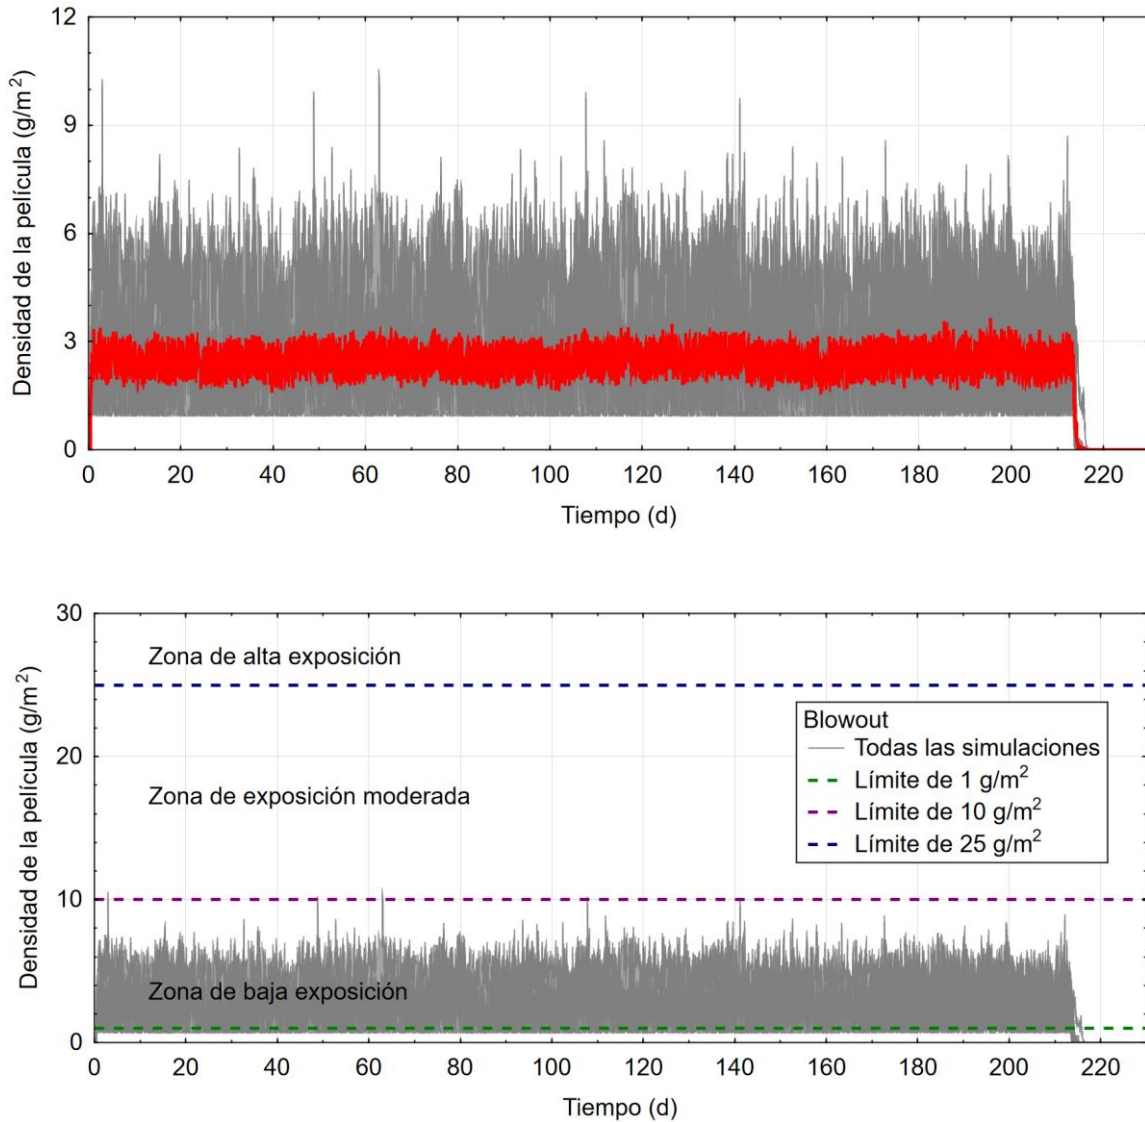 12
9
6
3
0
Densidad de la película (g/m²)
0 20 40 60 80 100 120 140 160 180 200 220
Tiempo (d)
30
25
20
15
10
5
0
Densidad de la película (g/m²)
Zona de alta exposición
Zona de exposición moderada
Zona de baja exposición
Blowout
Todas las simulaciones
Límite de 1 g/m²
Límite de 10 g/m²
Límite de 25 g/m²
0 20 40 60 80 100 120 140 160 180 200 220
Tiempo (d)